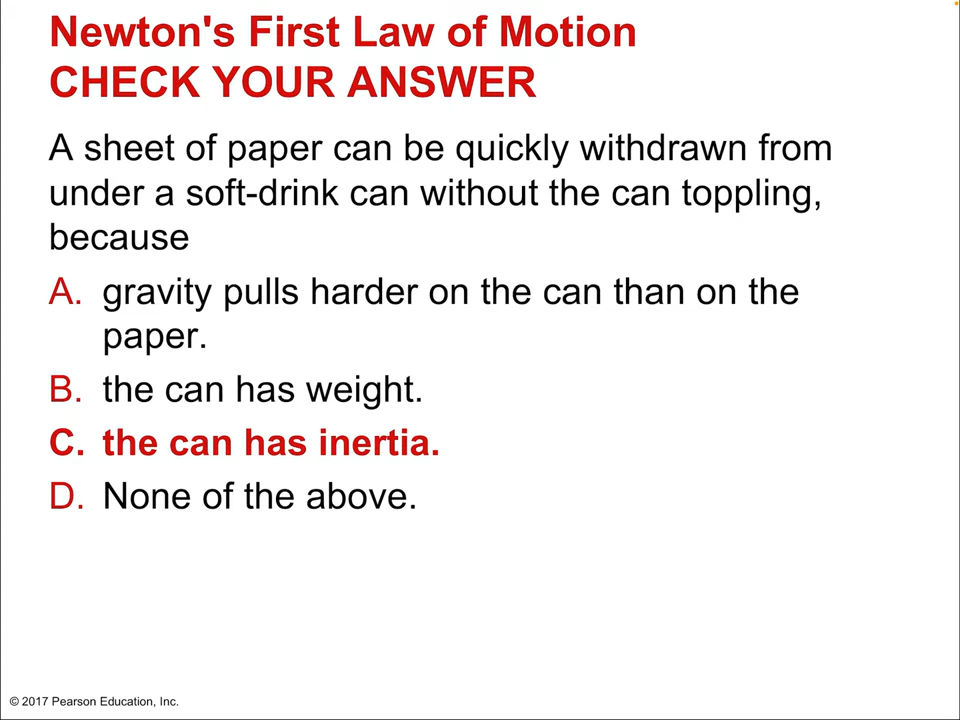 Newton's First Law of Motion
CHECK YOUR ANSWER
A sheet of paper can be quickly withdrawn from
under a soft-drink can without the can toppling,
because
A. gravity pulls harder on the can than on the
paper.
B. the can has weight.
C. the can has inertia.
D. None of the above.
© 2017 Pearson Education, Inc.